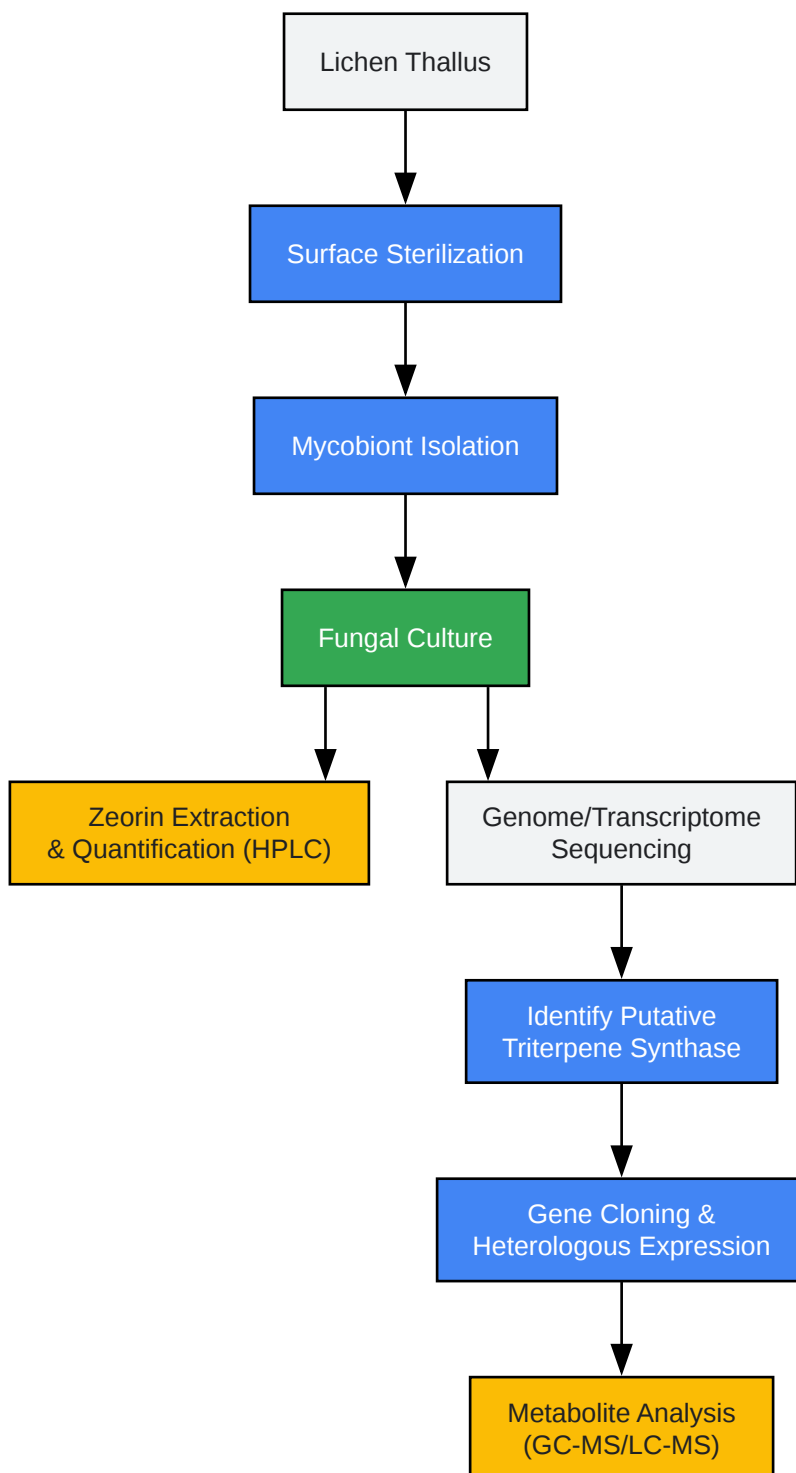 Lichen Thallus
Surface Sterilization
Mycobiont Isolation
Fungal Culture
Zeorin Extraction
& Quantification (HPLC)
Genome/Transcriptome
Sequencing
Identify Putative
Triterpene Synthase
Gene Cloning &
Heterologous Expression
Metabolite Analysis
(GC-MS/LC-MS)